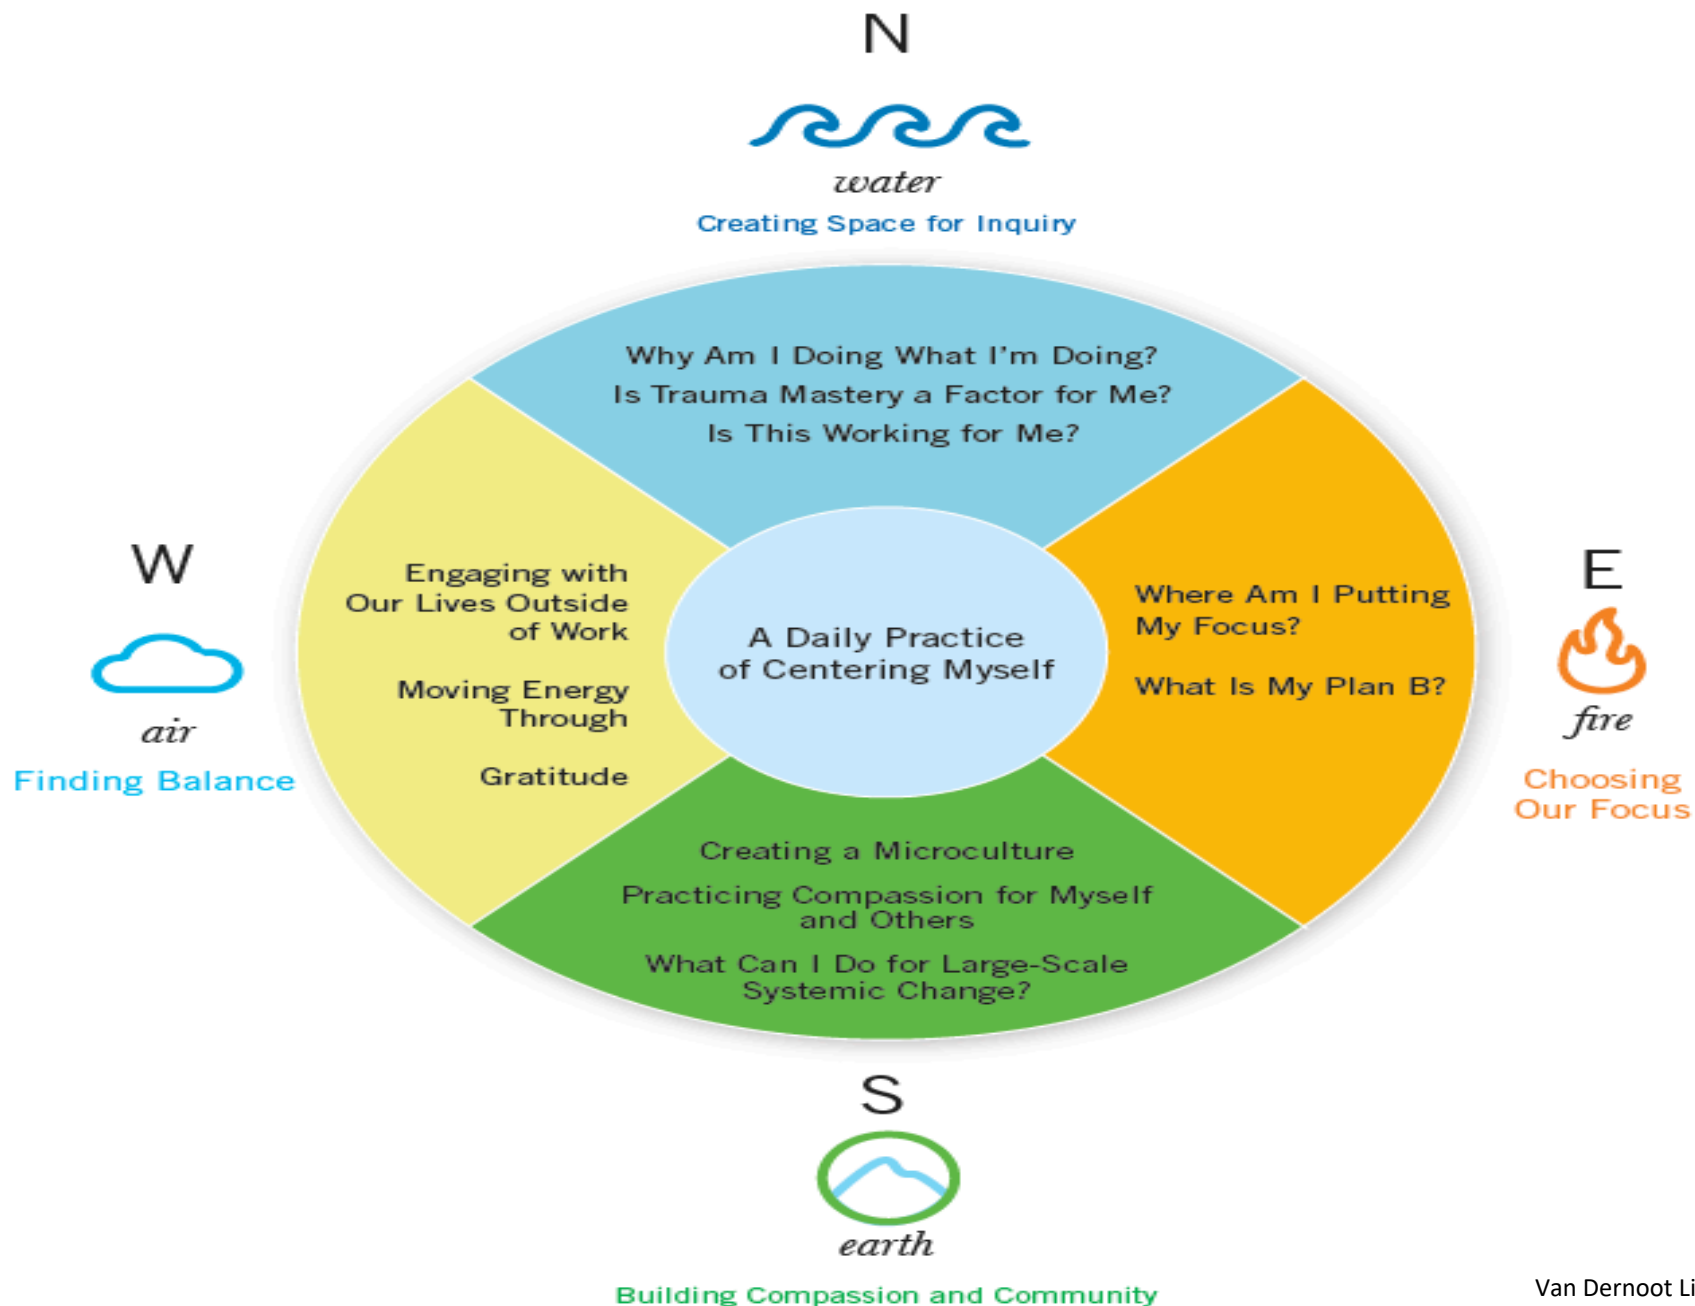 N
water
Creating Space for Inquiry
Why Am I Doing What I'm Doing?
Is Trauma Mastery a Factor for Me?
Is This Working for Me?
W
air
Finding Balance
Engaging with
Our Lives Outside
of Work
Moving Energy
Through
Gratitude
A Daily Practice
of Centering Myself
Where Am I Putting
My Focus?
What Is My Plan B?
E
fire
Choosing
Our Focus
Creating a Microculture
Practicing Compassion for Myself
and Others
What Can I Do for Large-Scale
Systemic Change?
S
earth
Building Compassion and Community
Van Dernoot Li